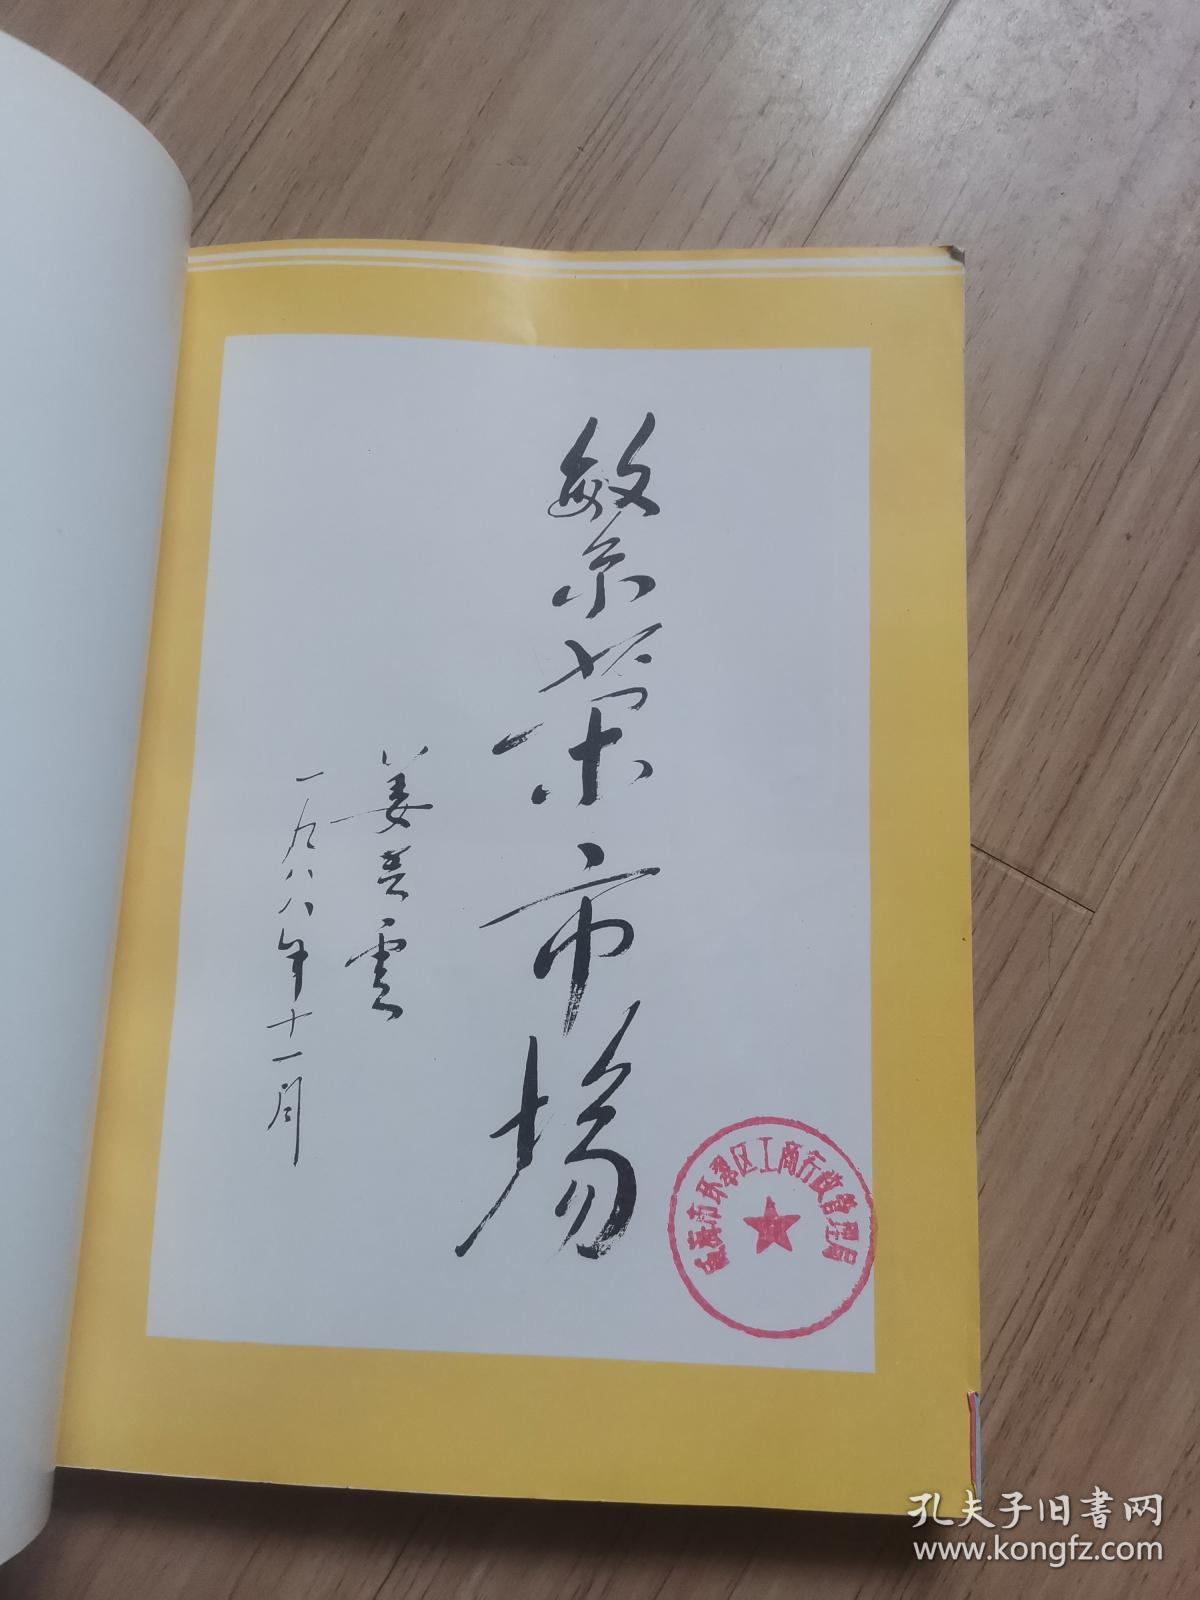 繁荣市场
姜春雲
一九八八年十一月
威海市环翠区工商行政管理局
孔夫子旧书网
www.kongfz.com